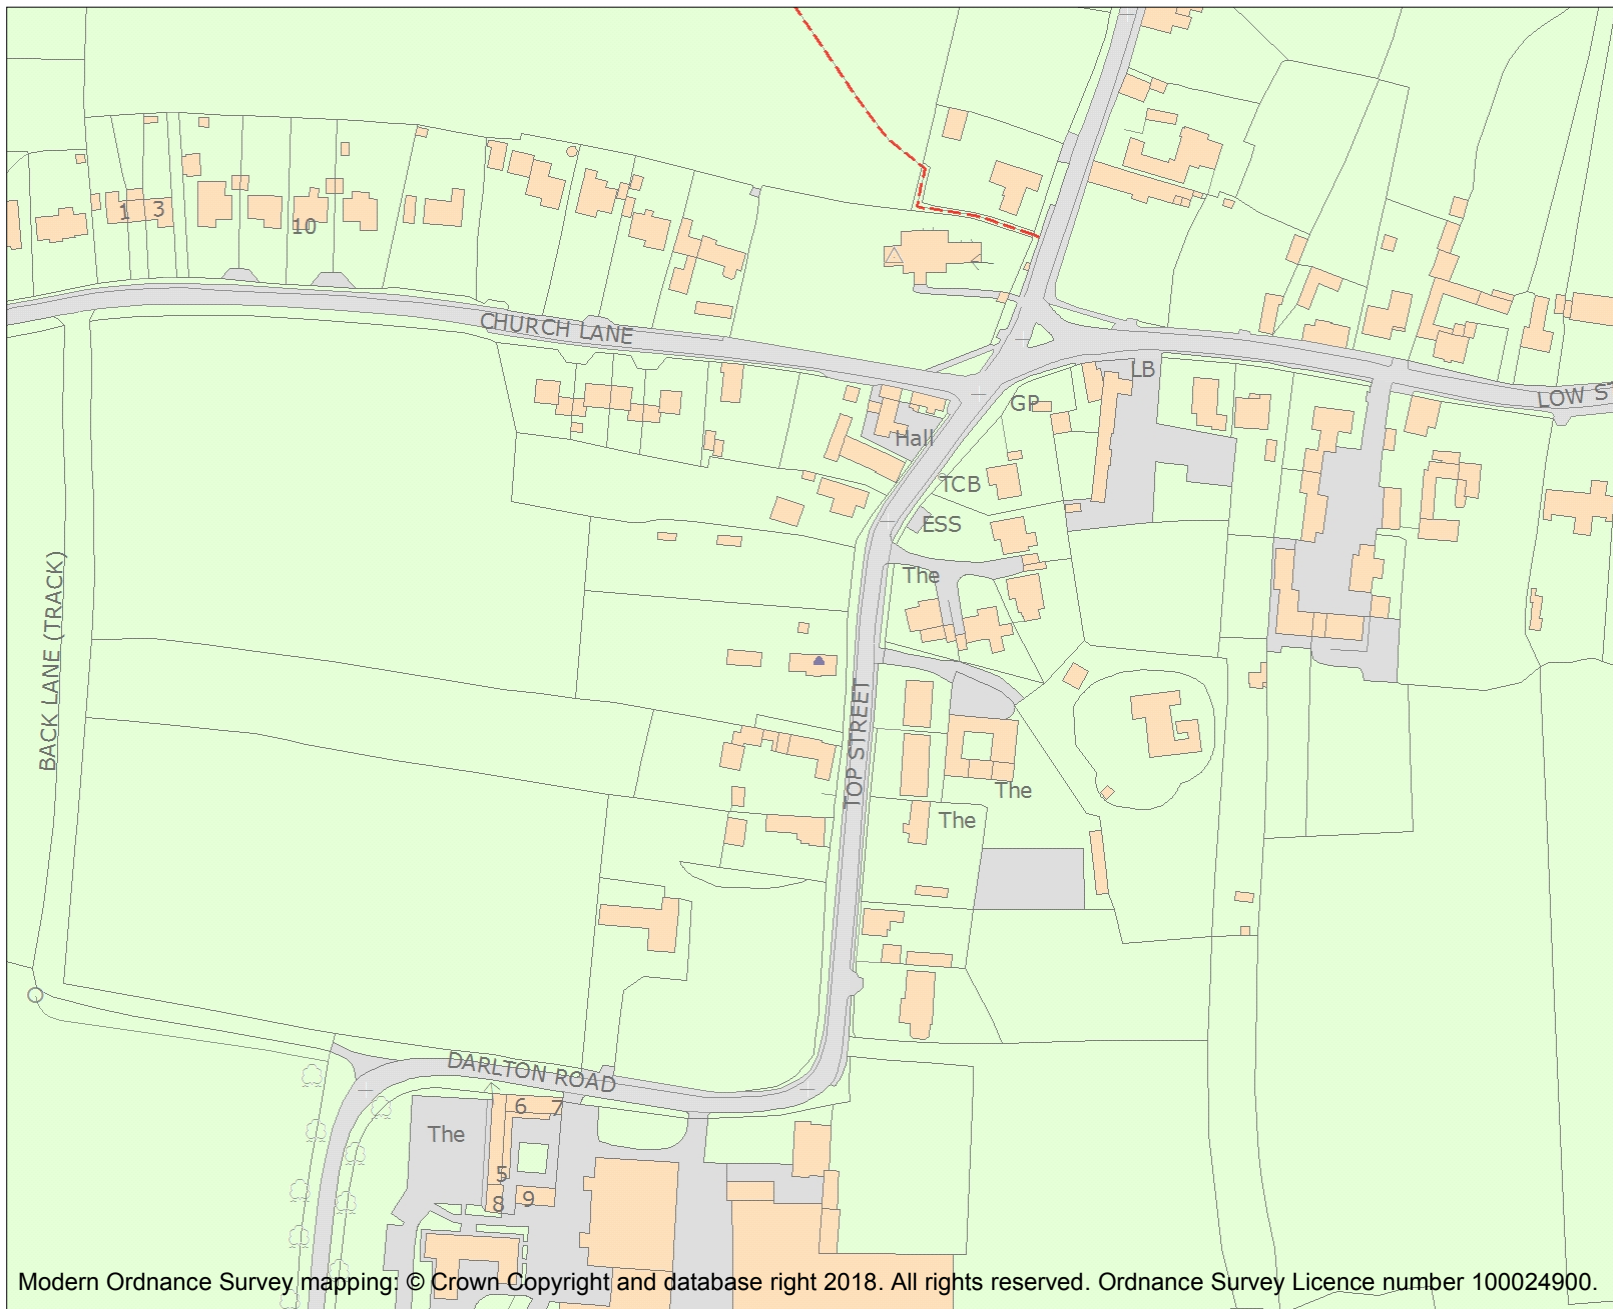 1
3
10
CHURCH LANE
LB
LOW S
GP
Hall
TCB
ESS
The
BACK LANE (TRACK)
TOP STREET
The
The
DARLTON ROAD
6
7
The
5
8
9
Modern Ordnance Survey mapping: © Crown Copyright and database right 2018. All rights reserved. Ordnance Survey Licence number 100024900.